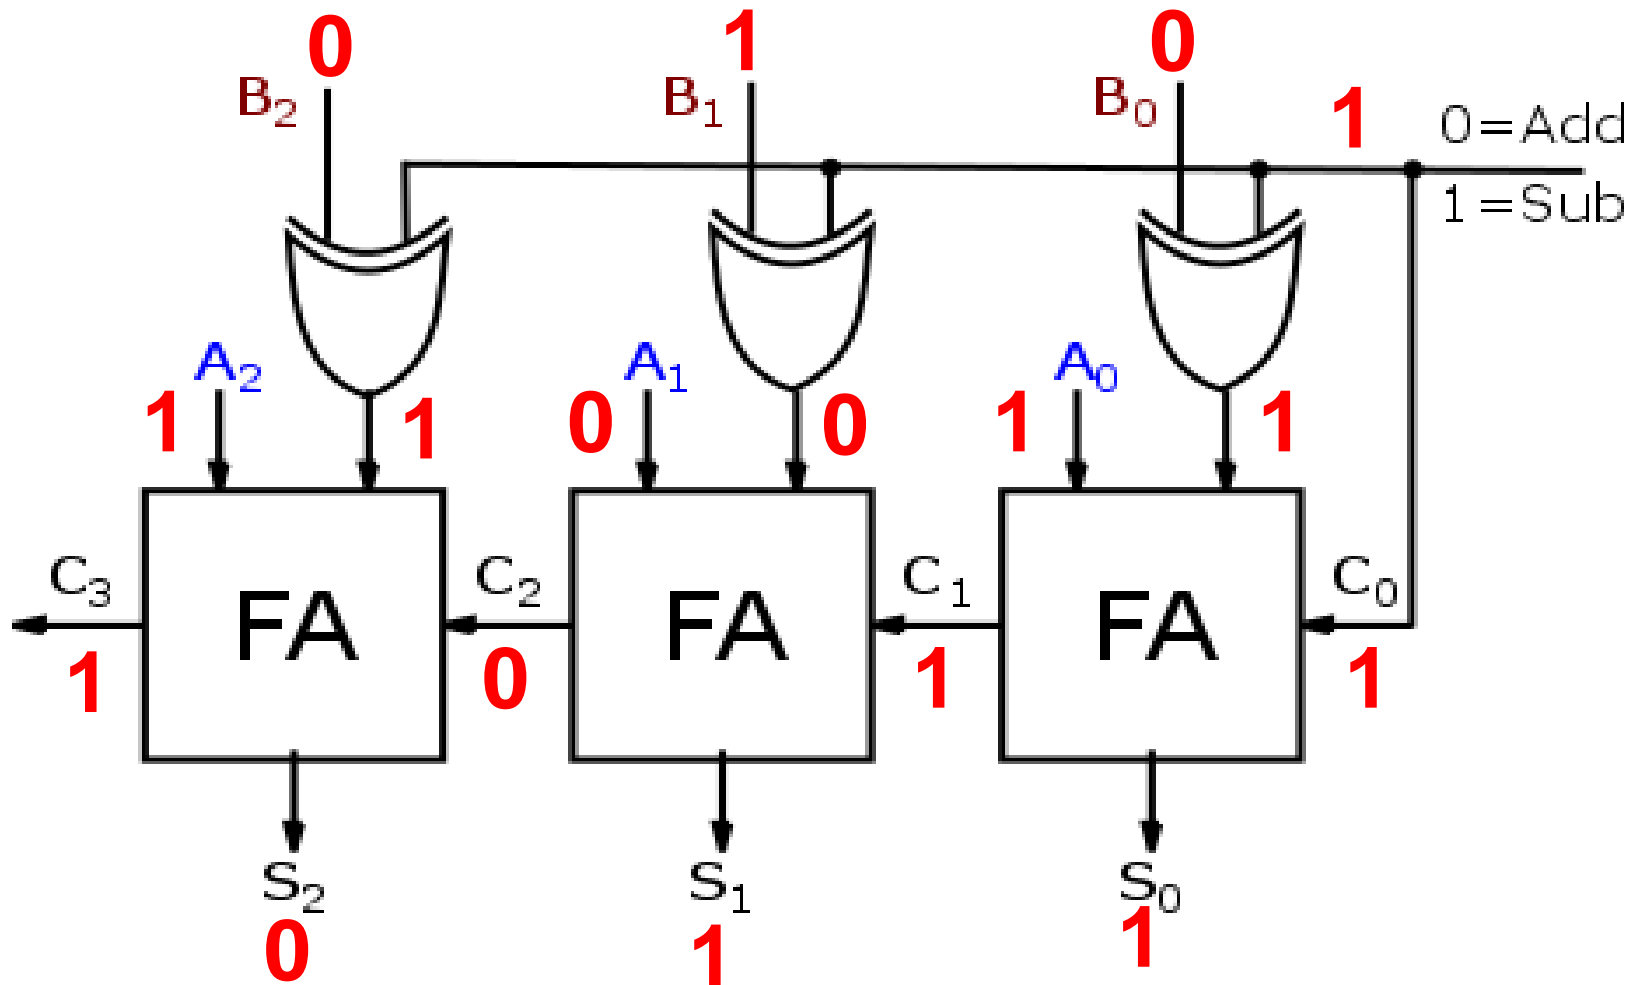 0 1 0
B₂ B₁ B₀ 1 0=Add
1=Sub
A₂ A₁ A₀
1 1 0 0 1 1
C₃ C₂ C₁ C₀
FA FA FA
1 0 1 1
S₂ S₁ S₀
0 1 1